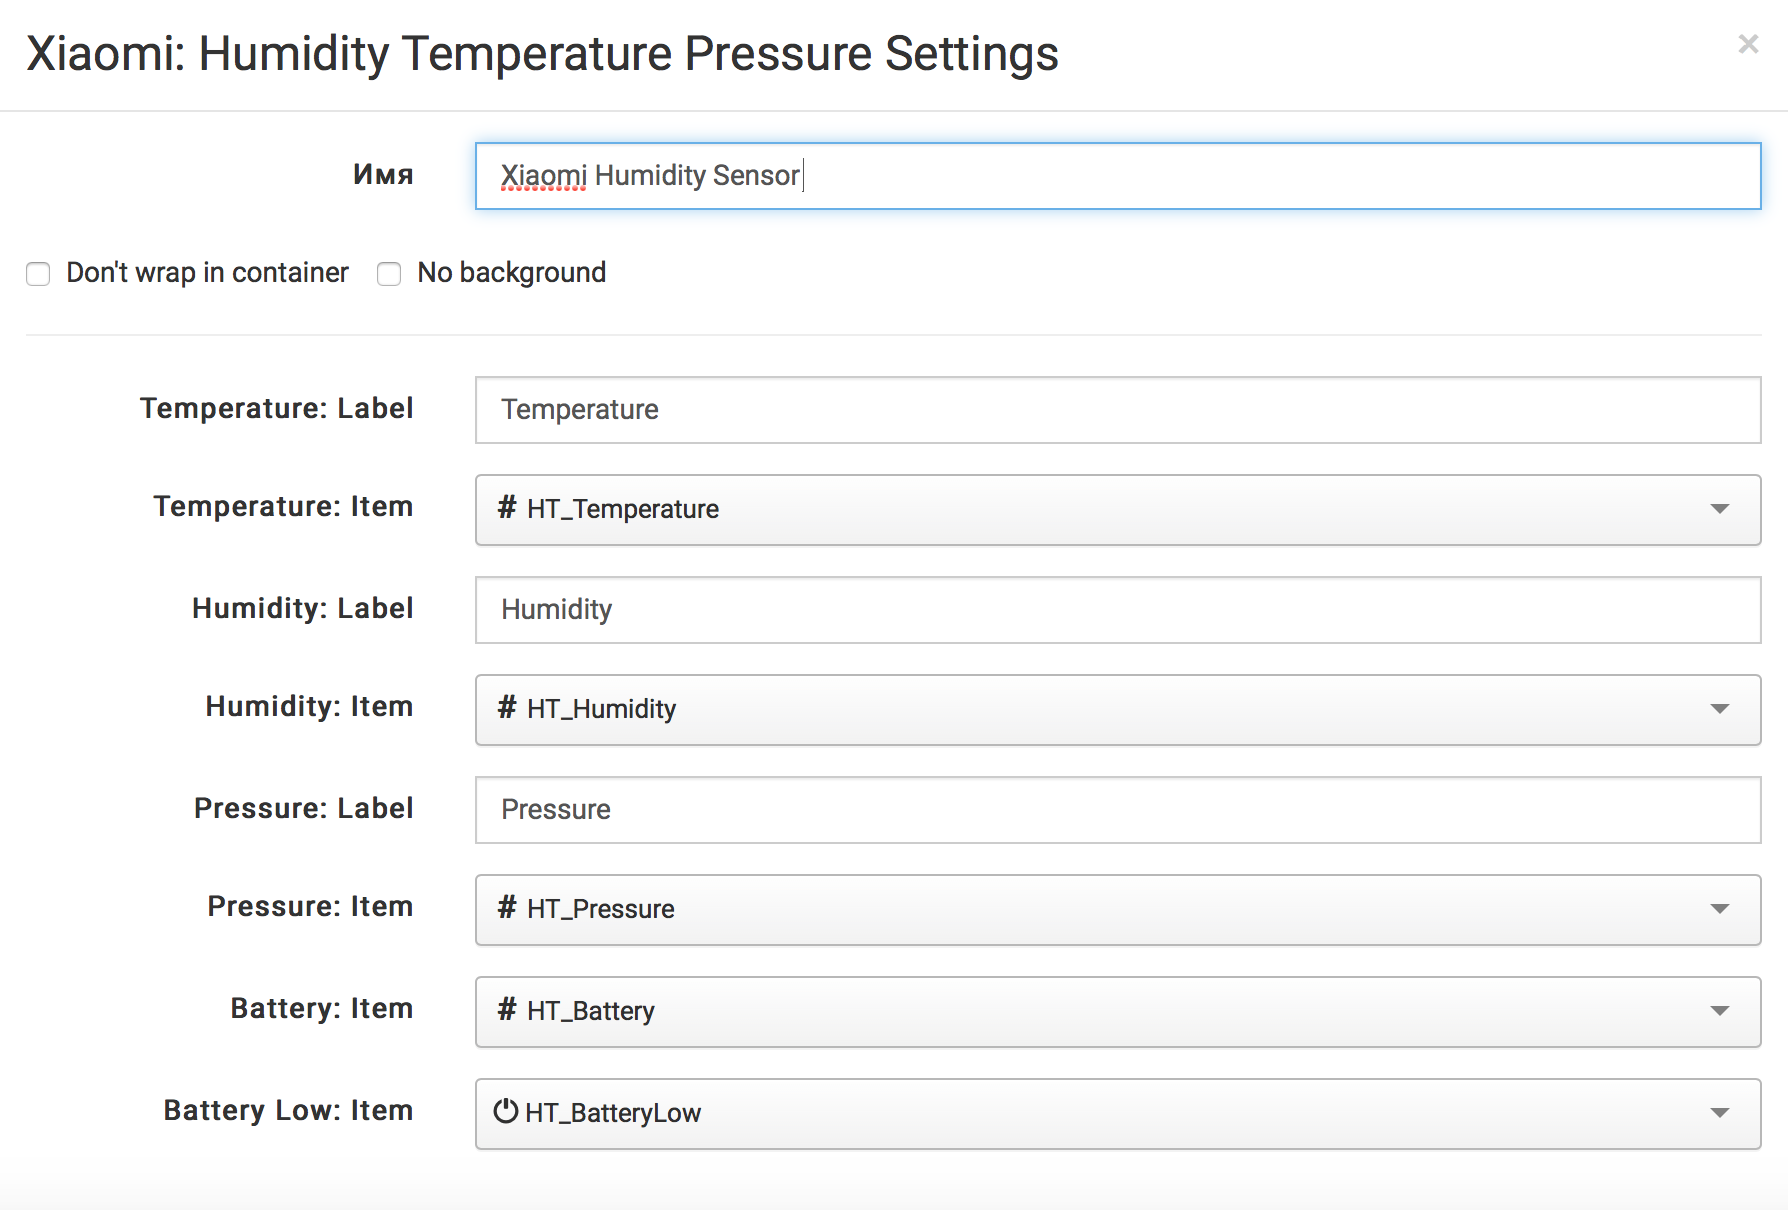 Xiaomi: Humidity Temperature Pressure Settings ×
Имя Xiaomi Humidity Sensor
Don't wrap in container No background
Temperature: Label Temperature
Temperature: Item # HT_Temperature
Humidity: Label Humidity
Humidity: Item # HT_Humidity
Pressure: Label Pressure
Pressure: Item # HT_Pressure
Battery: Item # HT_Battery
Battery Low: Item HT_BatteryLow